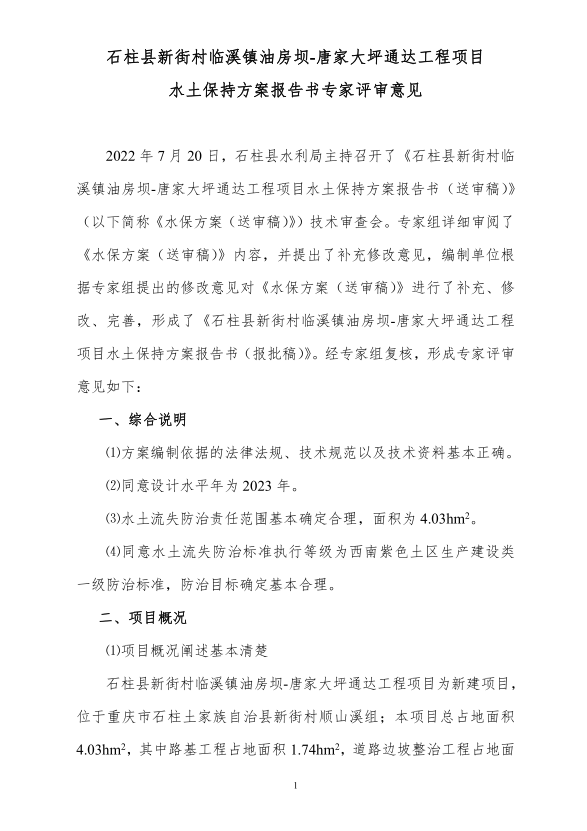 石柱县新街村临溪镇油房坝-唐家大坪通达工程项目
水土保持方案报告书专家评审意见
2022 年 7 月 20 日，石柱县水利局主持召开了《石柱县新街村临
溪镇油房坝-唐家大坪通达工程项目水土保持方案报告书（送审稿）》
（以下简称《水保方案（送审稿）》）技术审查会。专家组详细审阅了
《水保方案（送审稿）》内容，并提出了补充修改意见，编制单位根
据专家组提出的修改意见对《水保方案（送审稿）》进行了补充、修
改、完善，形成了《石柱县新街村临溪镇油房坝-唐家大坪通达工程
项目水土保持方案报告书（报批稿）》。经专家组复核，形成专家评审
意见如下：
一、综合说明
⑴方案编制依据的法律法规、技术规范以及技术资料基本正确。
⑵同意设计水平年为 2023 年。
⑶水土流失防治责任范围基本确定合理，面积为 4.03hm²。
⑷同意水土流失防治标准执行等级为西南紫色土区生产建设类
一级防治标准，防治目标确定基本合理。
二、项目概况
⑴项目概况阐述基本清楚
石柱县新街村临溪镇油房坝-唐家大坪通达工程项目为新建项目，
位于重庆市石柱土家族自治县新街村顺山溪组；本项目总占地面积
4.03hm²，其中路基工程占地面积 1.74hm²，道路边坡整治工程占地面
1